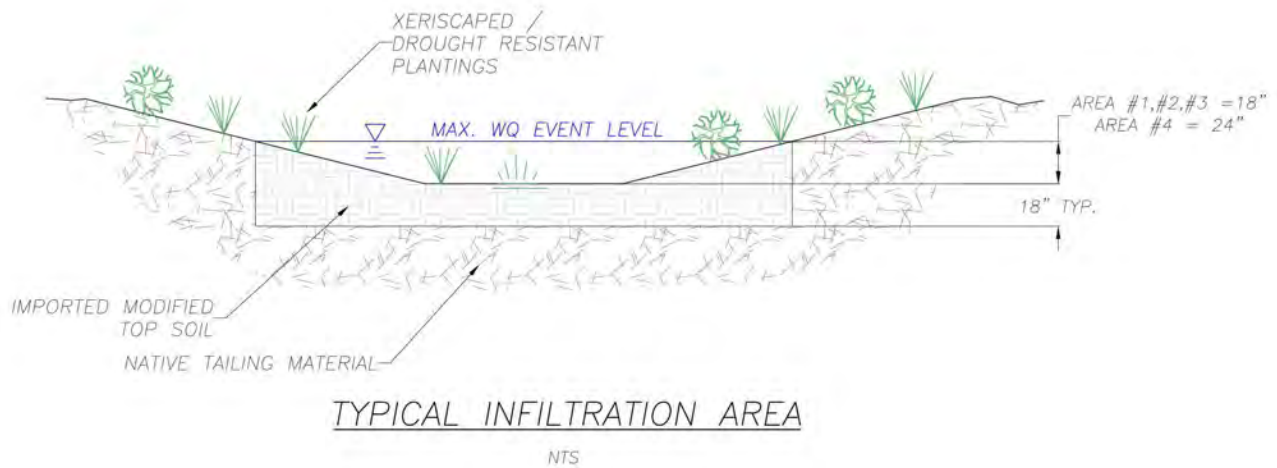 XERISCAPED /
DROUGHT RESISTANT
PLANTINGS
MAX. WQ EVENT LEVEL
AREA #1,#2,#3 =18"
AREA #4 = 24"
18" TYP.
IMPORTED MODIFIED
TOP SOIL
NATIVE TAILING MATERIAL
TYPICAL INFILTRATION AREA
NTS